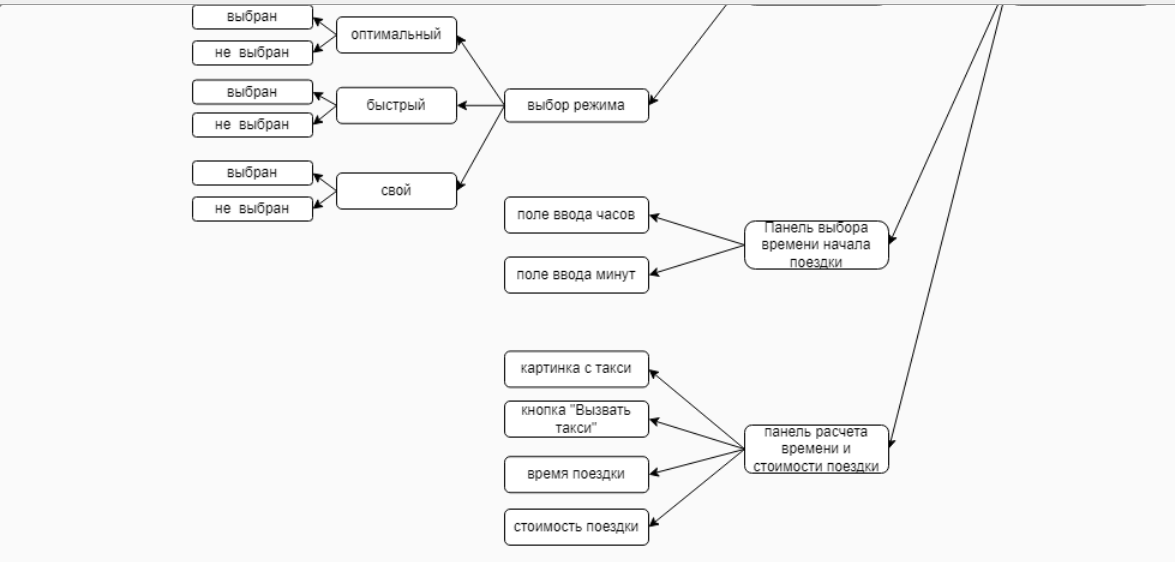 выбран
оптимальный
не выбран
выбран
быстрый
выбор режима
не выбран
выбран
свой
не выбран
поле ввода часов
Панель выбора
времени начала
поездки
поле ввода минут
картинка с такси
кнопка "Вызвать
такси"
панель расчета
времени и
стоимости поездки
время поездки
стоимость поездки